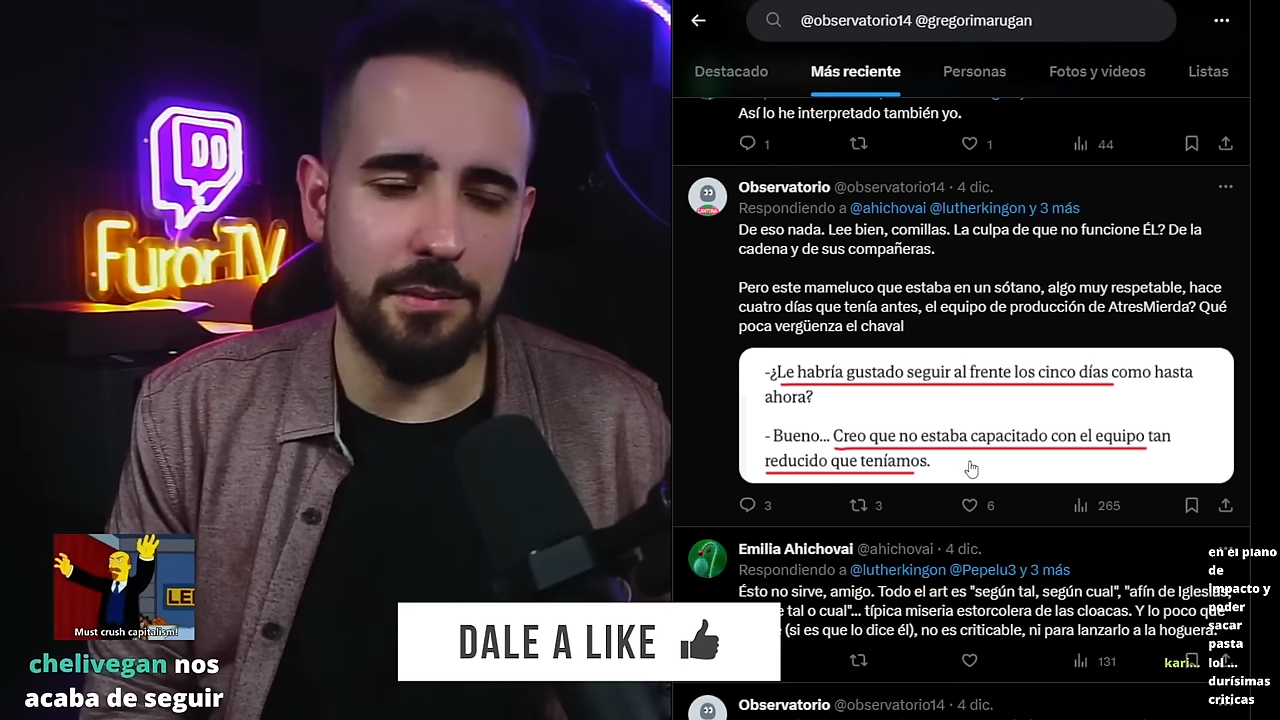 Furor TV
Must crush capitalism!
chelivegan nos
acaba de seguir
DALE A LIKE
@observatorio14 @gregorimarugan
Destacado
Más reciente
Personas
Fotos y videos
Listas
Así lo he interpretado también yo.
1
1
44
Observatorio @observatorio14 · 4 dic.
Respondiendo a @ahichovai @lutherkingon y 3 más
De eso nada. Lee bien, comillas. La culpa de que no funcione ÉL? De la
cadena y de sus compañeras.
Pero este mameluco que estaba en un sótano, algo muy respetable, hace
cuatro días que tenía antes, el equipo de producción de AtresMierda? Qué
poca vergüenza el chaval
-¿Le habría gustado seguir al frente los cinco días como hasta
ahora?
- Bueno... Creo que no estaba capacitado con el equipo tan
reducido que teníamos.
3
3
6
265
Emilia Ahichovai @ahichovai · 4 dic.
Respondiendo a @lutherkingon @Pepelu3 y 3 más
Ésto no sirve, amigo. Todo el art es "según tal, según cual", "afín de Iglesias
tal o cual"... típica miseria estorcolera de las cloacas. Y lo poco que
(si es que lo dice él), no es criticable, ni para lanzarlo a la hoguera.
131
Observatorio @observatorio14 · 4 dic.
en el plano
de
impacto y
poder
sacar
pasta
lol...
kari...
durísimas
criticas